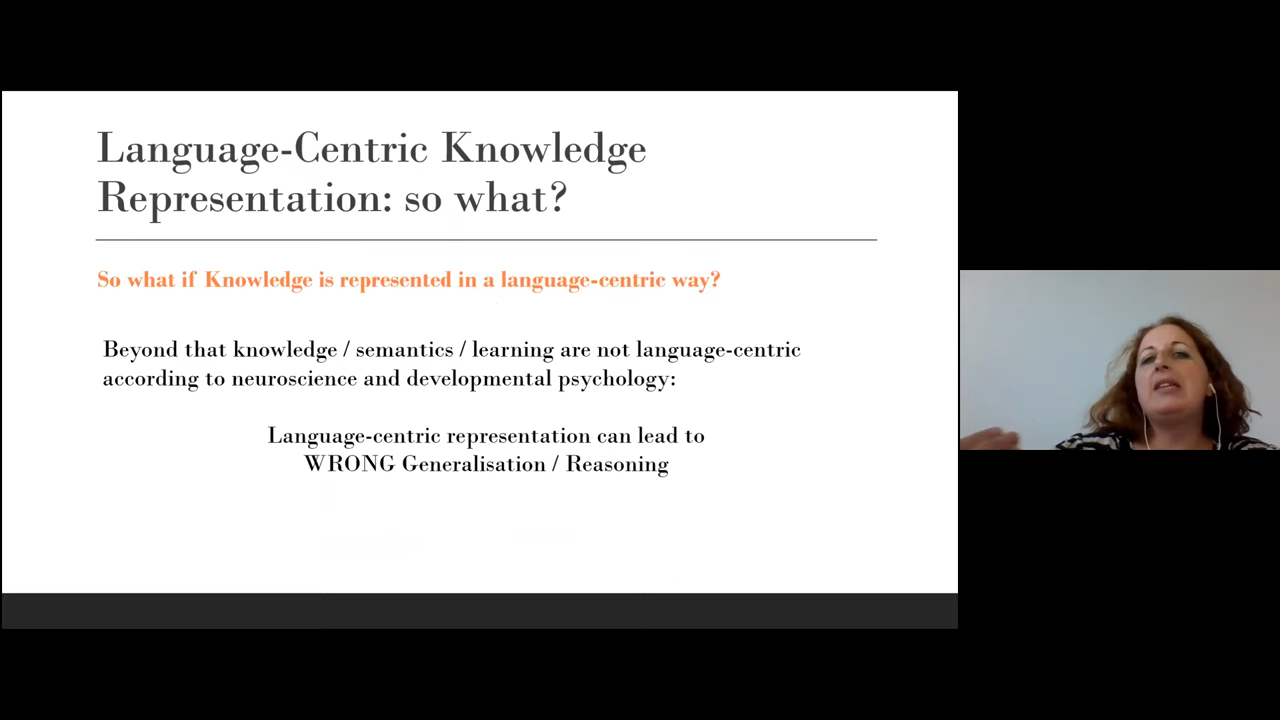 Language-Centric Knowledge
Representation: so what?
So what if Knowledge is represented in a language-centric way?
Beyond that knowledge / semantics / learning are not language-centric
according to neuroscience and developmental psychology:
Language-centric representation can lead to
WRONG Generalisation / Reasoning